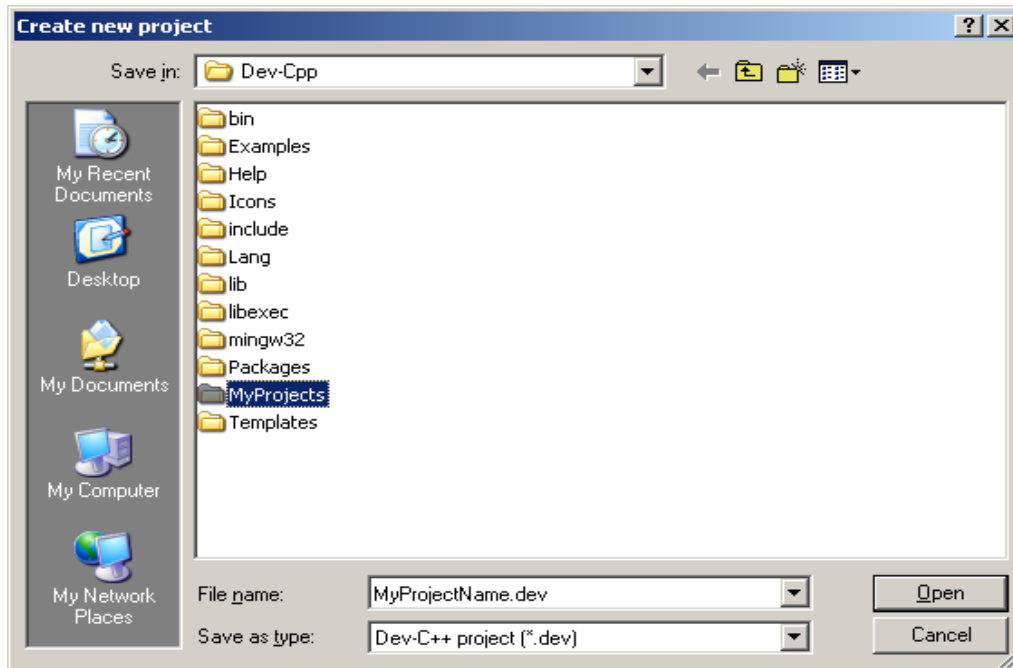 Create new project
Save in:
Dev-Cpp
My Recent
Documents
Desktop
My Documents
My Computer
My Network
Places
bin
Examples
Help
Icons
include
Lang
lib
libexec
mingw32
Packages
MyProjects
Templates
File name:
MyProjectName.dev
Open
Save as type:
Dev-C++ project (*.dev)
Cancel